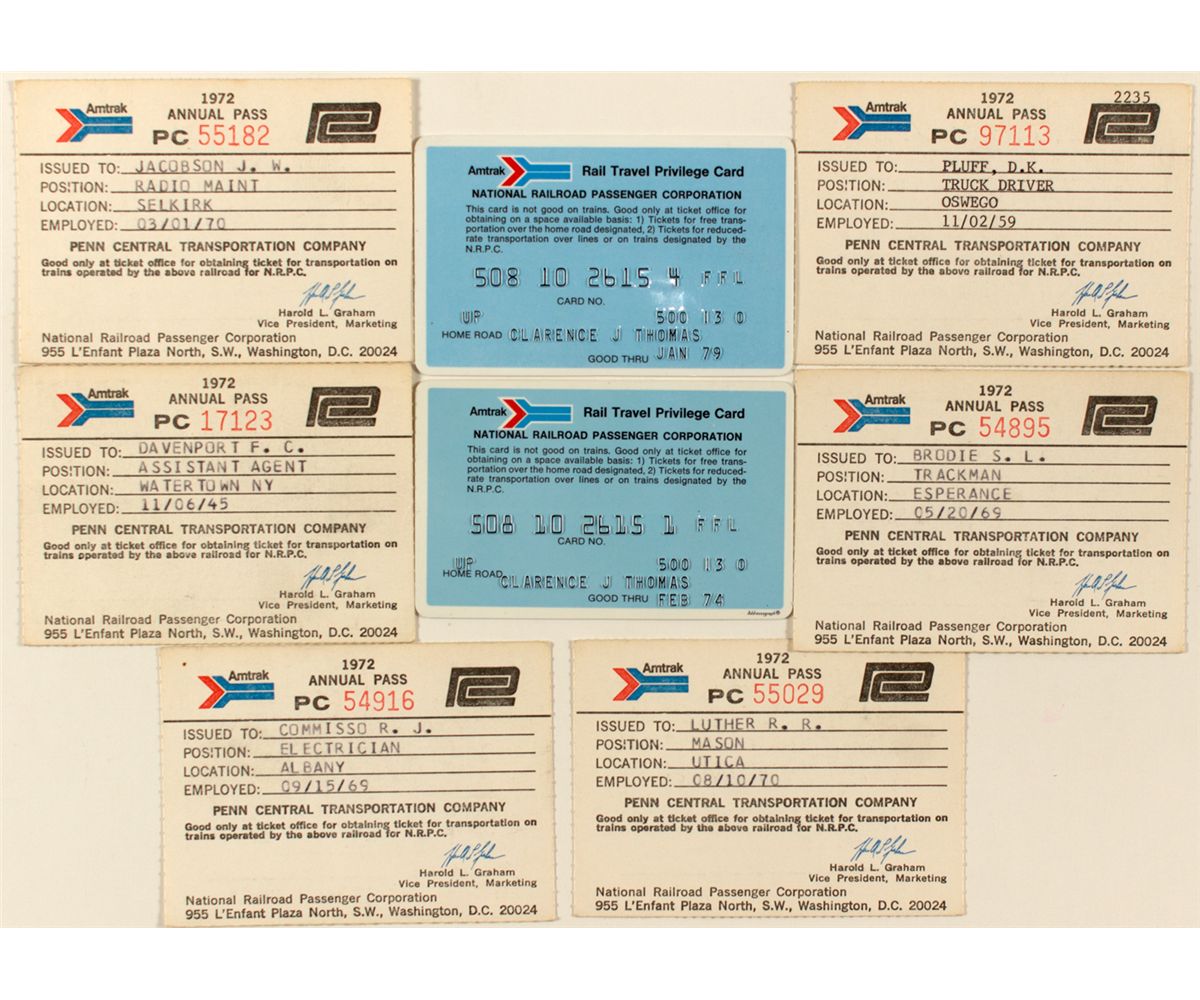 Amtrak
1972
ANNUAL PASS
PC 55182
ISSUED TO: JACOBSON J. W.
POSITION: RADIO MAINT
LOCATION: SELKIRK
EMPLOYED: 03/01/70
PENN CENTRAL TRANSPORTATION COMPANY
Good only at ticket office for obtaining ticket for transportation on
trains operated by the above railroad for N.R.P.C.
Harold L. Graham
Vice President, Marketing
National Railroad Passenger Corporation
955 L'Enfant Plaza North, S.W., Washington, D.C. 20024
Amtrak Rail Travel Privilege Card
NATIONAL RAILROAD PASSENGER CORPORATION
This card is not good on trains. Good only at ticket office for
obtaining on a space available basis: 1) Tickets for free trans-
portation over the home road designated, 2) Tickets for reduced-
rate transportation over lines or on trains designated by the
N.R.P.C.
508 10 2615 4 FFL
CARD NO.
UP 500 13 0
HOME ROAD CLARENCE J THOMAS
GOOD THRU JAN 79
Amtrak
1972 2235
ANNUAL PASS
PC 97113
ISSUED TO: PLUFF, D.K.
POSITION: TRUCK DRIVER
LOCATION: OSWEGO
EMPLOYED: 11/02/59
PENN CENTRAL TRANSPORTATION COMPANY
Good only at ticket office for obtaining ticket for transportation on
trains operated by the above railroad for N.R.P.C.
Harold L. Graham
Vice President, Marketing
National Railroad Passenger Corporation
955 L'Enfant Plaza North, S.W., Washington, D.C. 20024
Amtrak
1972
ANNUAL PASS
PC 17123
ISSUED TO: DAVENPORT F. C.
POSITION: ASSISTANT AGENT
LOCATION: WATERTOWN NY
EMPLOYED: 11/06/45
PENN CENTRAL TRANSPORTATION COMPANY
Good only at ticket office for obtaining ticket for transportation on
trains operated by the above railroad for N.R.P.C.
Harold L. Graham
Vice President, Marketing
National Railroad Passenger Corporation
955 L'Enfant Plaza North, S.W., Washington, D.C. 20024
Amtrak Rail Travel Privilege Card
NATIONAL RAILROAD PASSENGER CORPORATION
This card is not good on trains. Good only at ticket office for
obtaining on a space available basis: 1) Tickets for free trans-
portation over the home road designated, 2) Tickets for reduced-
rate transportation over lines or on trains designated by the
N.R.P.C.
508 10 2615 1 FFL
CARD NO.
UP 500 13 0
HOME ROAD CLARENCE J THOMAS
GOOD THRU FEB 74
Addressograph
Amtrak
1972
ANNUAL PASS
PC 54895
ISSUED TO: BRODIE S. L.
POSITION: TRACKMAN
LOCATION: ESPERANCE
EMPLOYED: 05/20/69
PENN CENTRAL TRANSPORTATION COMPANY
Good only at ticket office for obtaining ticket for transportation on
trains operated by the above railroad for N.R.P.C.
Harold L. Graham
Vice President, Marketing
National Railroad Passenger Corporation
955 L'Enfant Plaza North, S.W., Washington, D.C. 20024
Amtrak
1972
ANNUAL PASS
PC 54916
ISSUED TO: COMMISSO R. J.
POSITION: ELECTRICIAN
LOCATION: ALBANY
EMPLOYED: 09/15/69
PENN CENTRAL TRANSPORTATION COMPANY
Good only at ticket office for obtaining ticket for transportation on
trains operated by the above railroad for N.R.P.C.
Harold L. Graham
Vice President, Marketing
National Railroad Passenger Corporation
955 L'Enfant Plaza North, S.W., Washington, D.C. 20024
Amtrak
1972
ANNUAL PASS
PC 55029
ISSUED TO: LUTHER R. R.
POSITION: MASON
LOCATION: UTICA
EMPLOYED: 08/10/70
PENN CENTRAL TRANSPORTATION COMPANY
Good only at ticket office for obtaining ticket for transportation on
trains operated by the above railroad for N.R.P.C.
Harold L. Graham
Vice President, Marketing
National Railroad Passenger Corporation
955 L'Enfant Plaza North, S.W., Washington, D.C. 20024